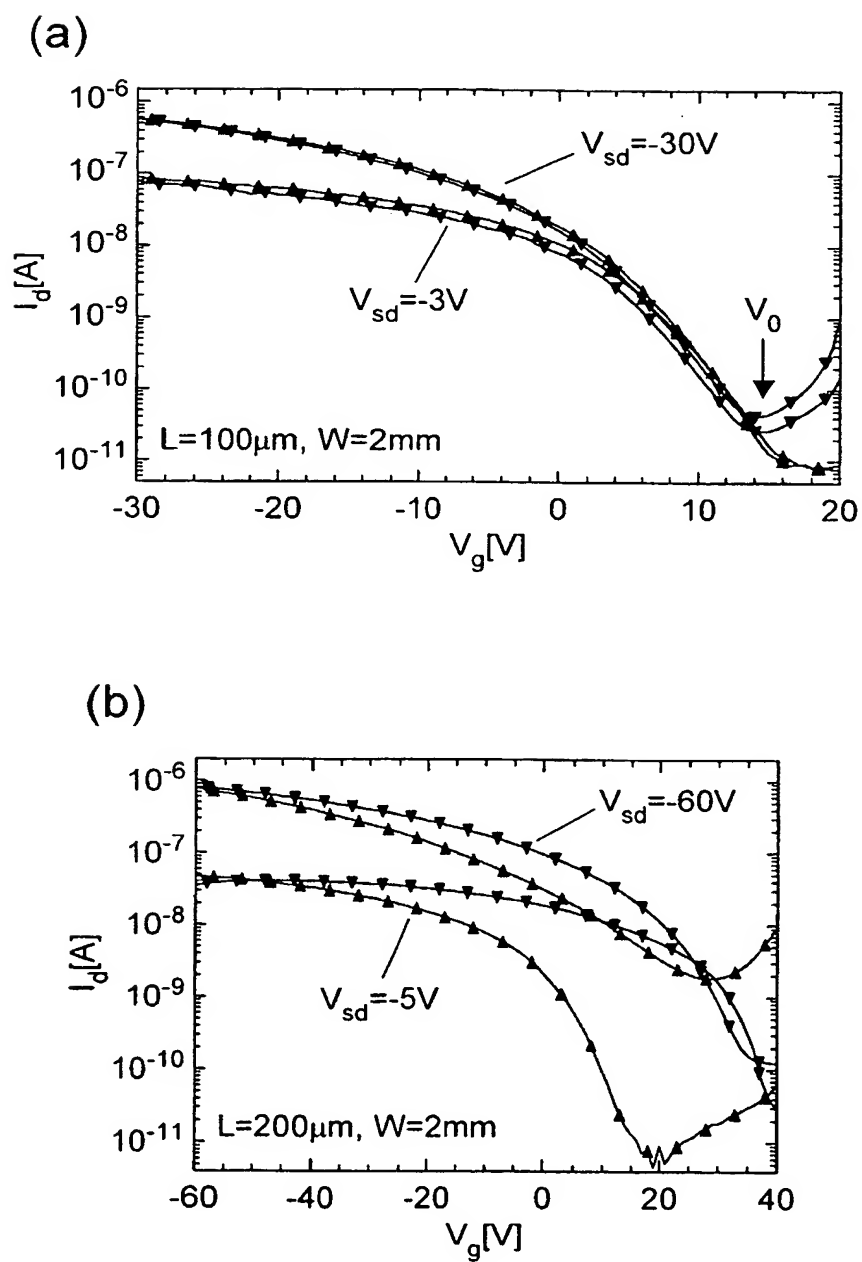 (a)
10⁻⁶
10⁻⁷
10⁻⁸
10⁻⁹
10⁻¹⁰
10⁻¹¹
I_d[A]
V_sd=-30V
V_sd=-3V
V_0
L=100μm, W=2mm
-30 -20 -10 0 10 20
V_g[V]
(b)
10⁻⁶
10⁻⁷
10⁻⁸
10⁻⁹
10⁻¹⁰
10⁻¹¹
I_d[A]
V_sd=-60V
V_sd=-5V
L=200μm, W=2mm
-60 -40 -20 0 20 40
V_g[V]